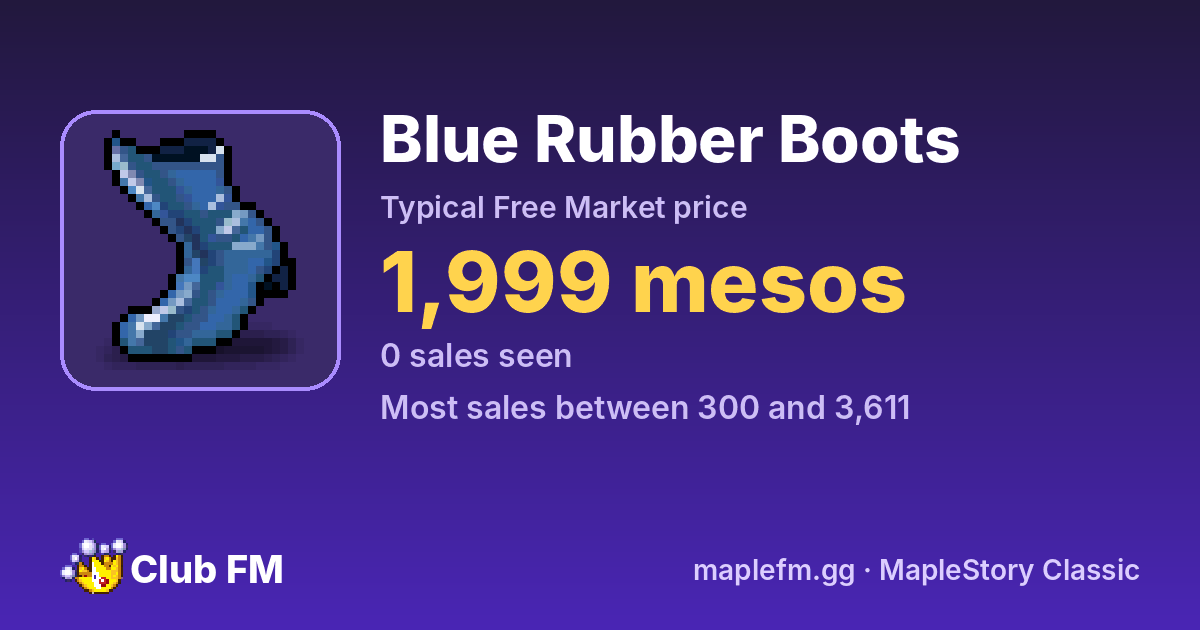 Blue Rubber Boots
Typical Free Market price
1,999 mesos
0 sales seen
Most sales between 300 and 3,611
Club FM
maplefm.gg · MapleStory Classic